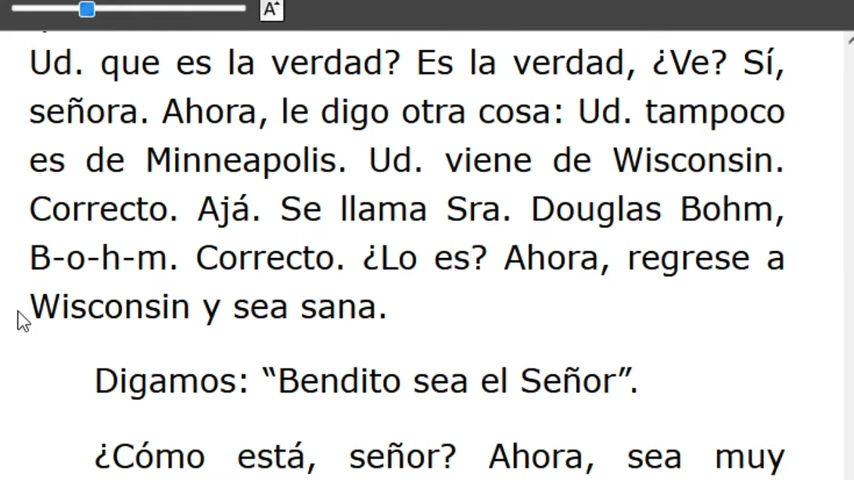 A
Ud. que es la verdad? Es la verdad, ¿Ve? Sí,
señora. Ahora, le digo otra cosa: Ud. tampoco
es de Minneapolis. Ud. viene de Wisconsin.
Correcto. Ajá. Se llama Sra. Douglas Bohm,
B-o-h-m. Correcto. ¿Lo es? Ahora, regrese a
Wisconsin y sea sana.
Digamos: “Bendito sea el Señor”.
¿Cómo está, señor? Ahora, sea muy